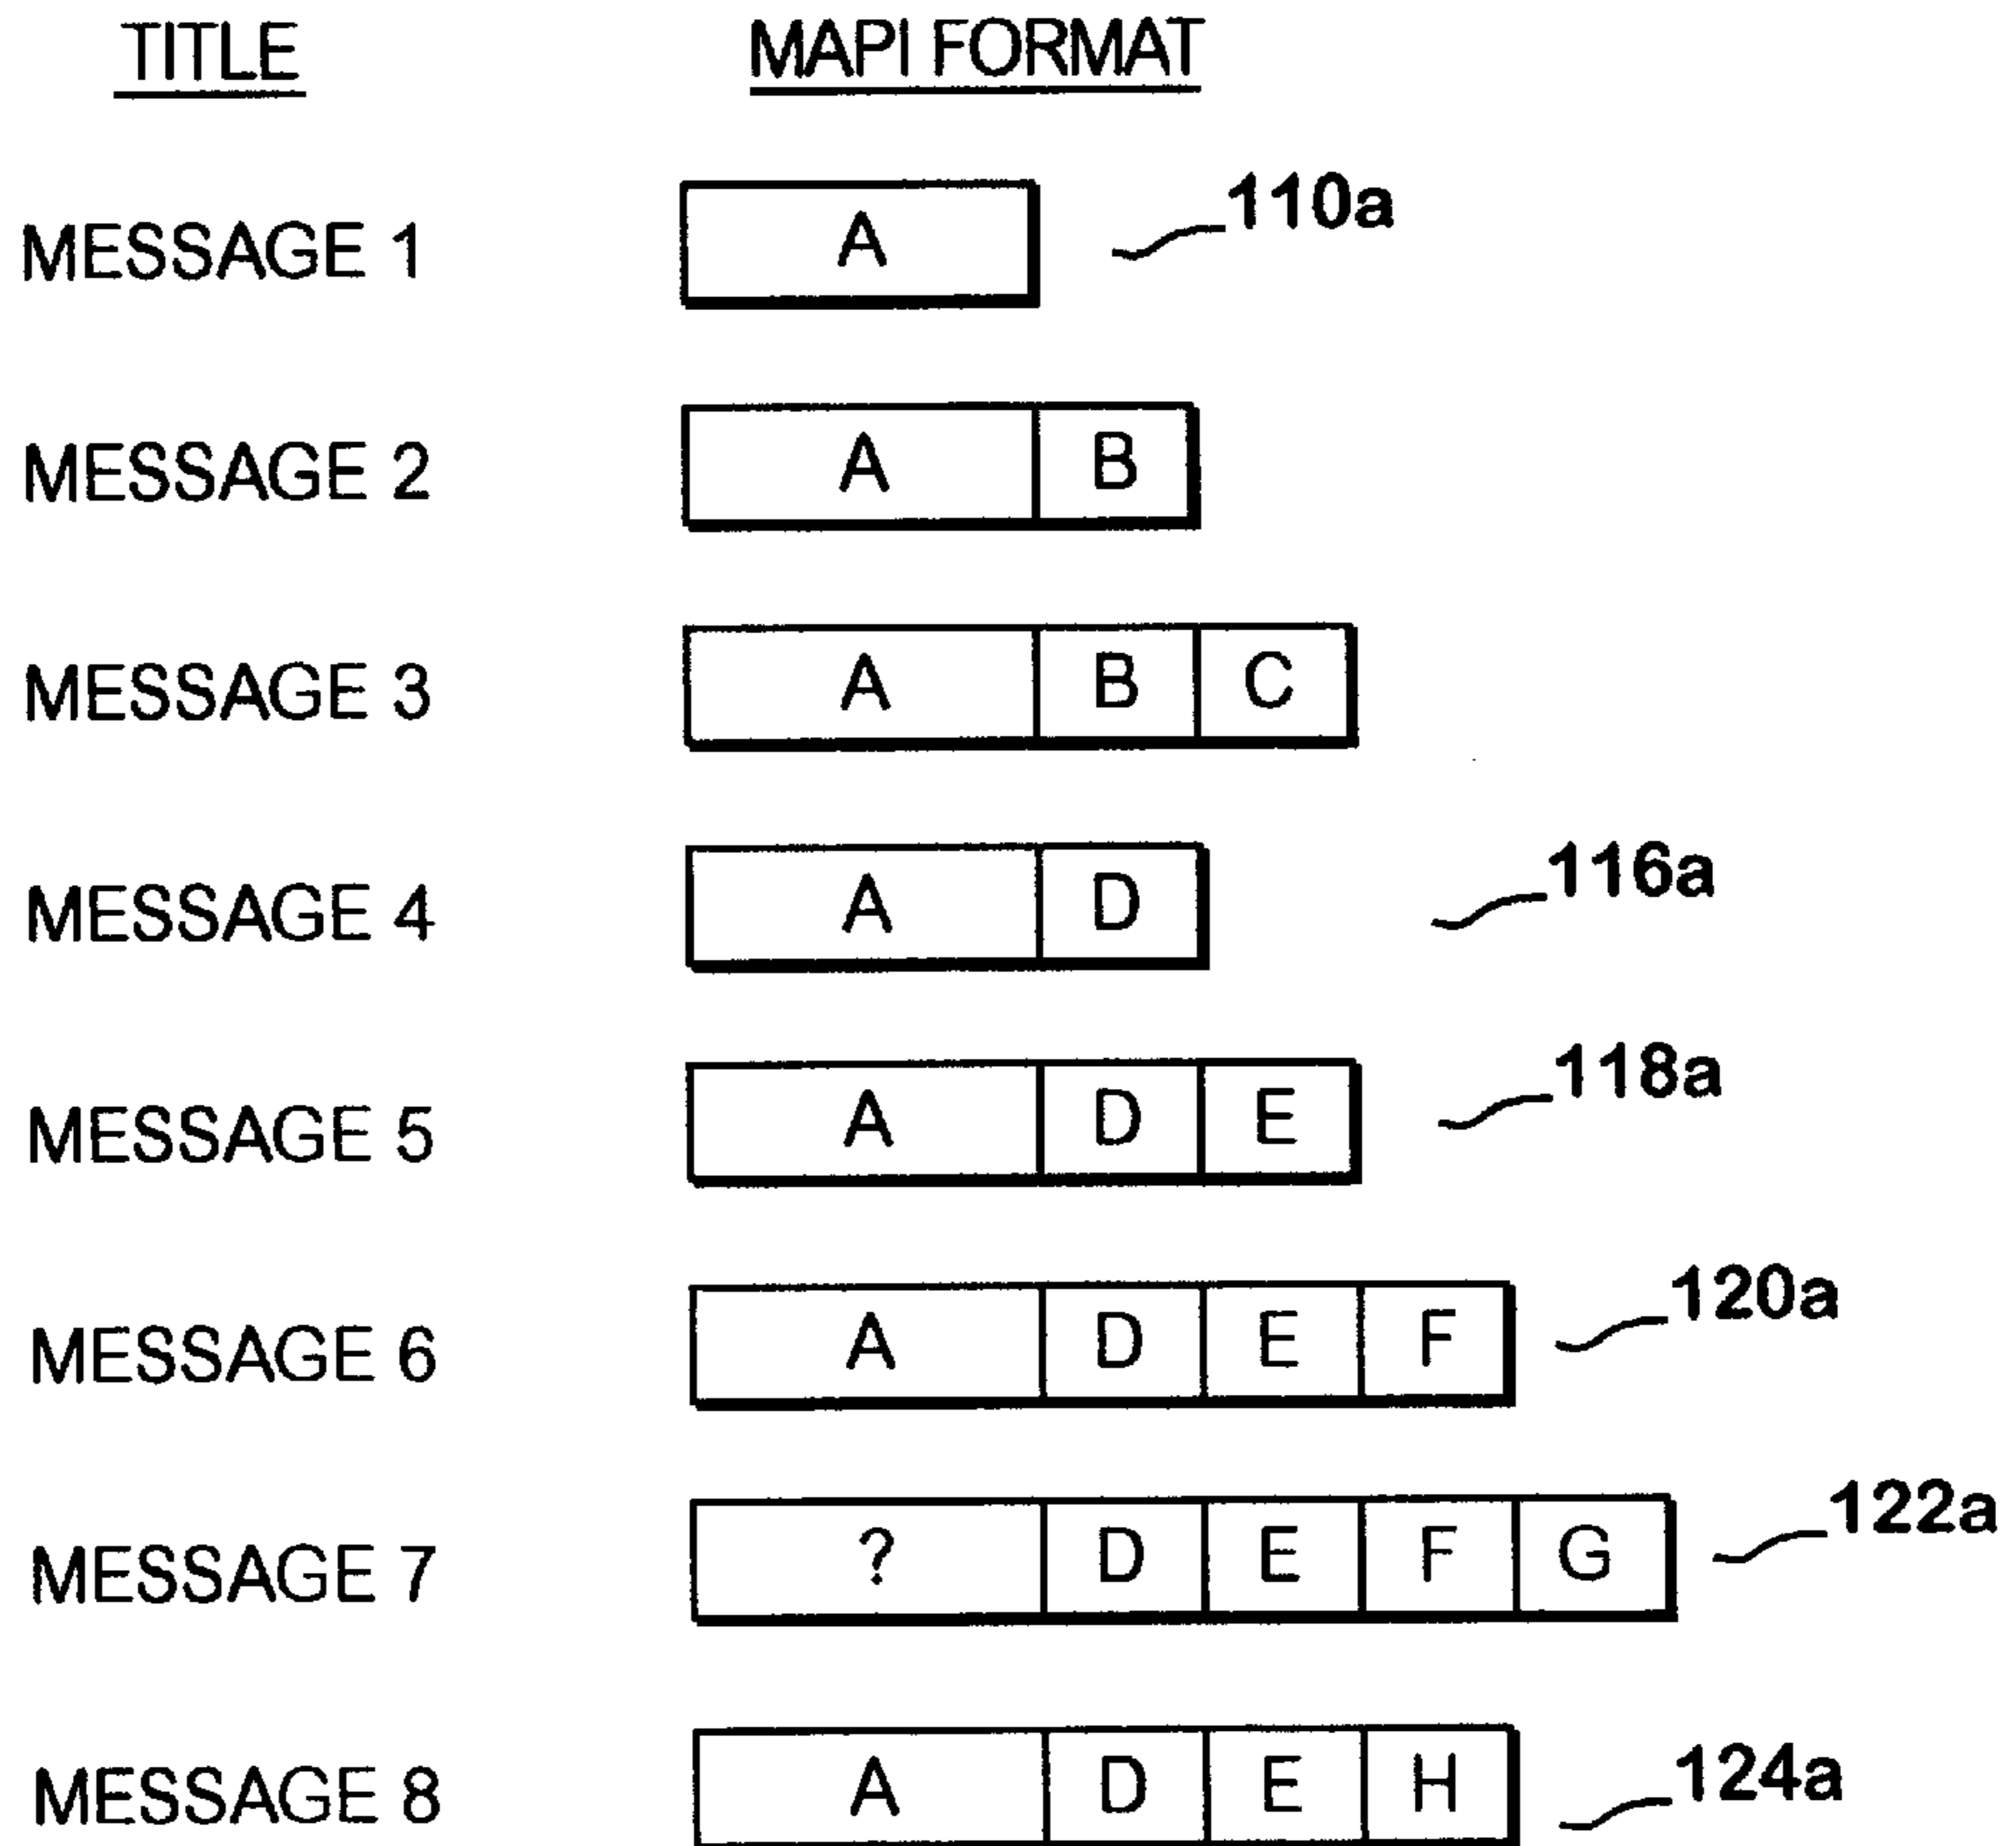 TITLE MAPI FORMAT
MESSAGE 1 A 110a
MESSAGE 2 A B
MESSAGE 3 A B C
MESSAGE 4 A D 116a
MESSAGE 5 A D E 118a
MESSAGE 6 A D E F 120a
MESSAGE 7 ? D E F G 122a
MESSAGE 8 A D E H 124a